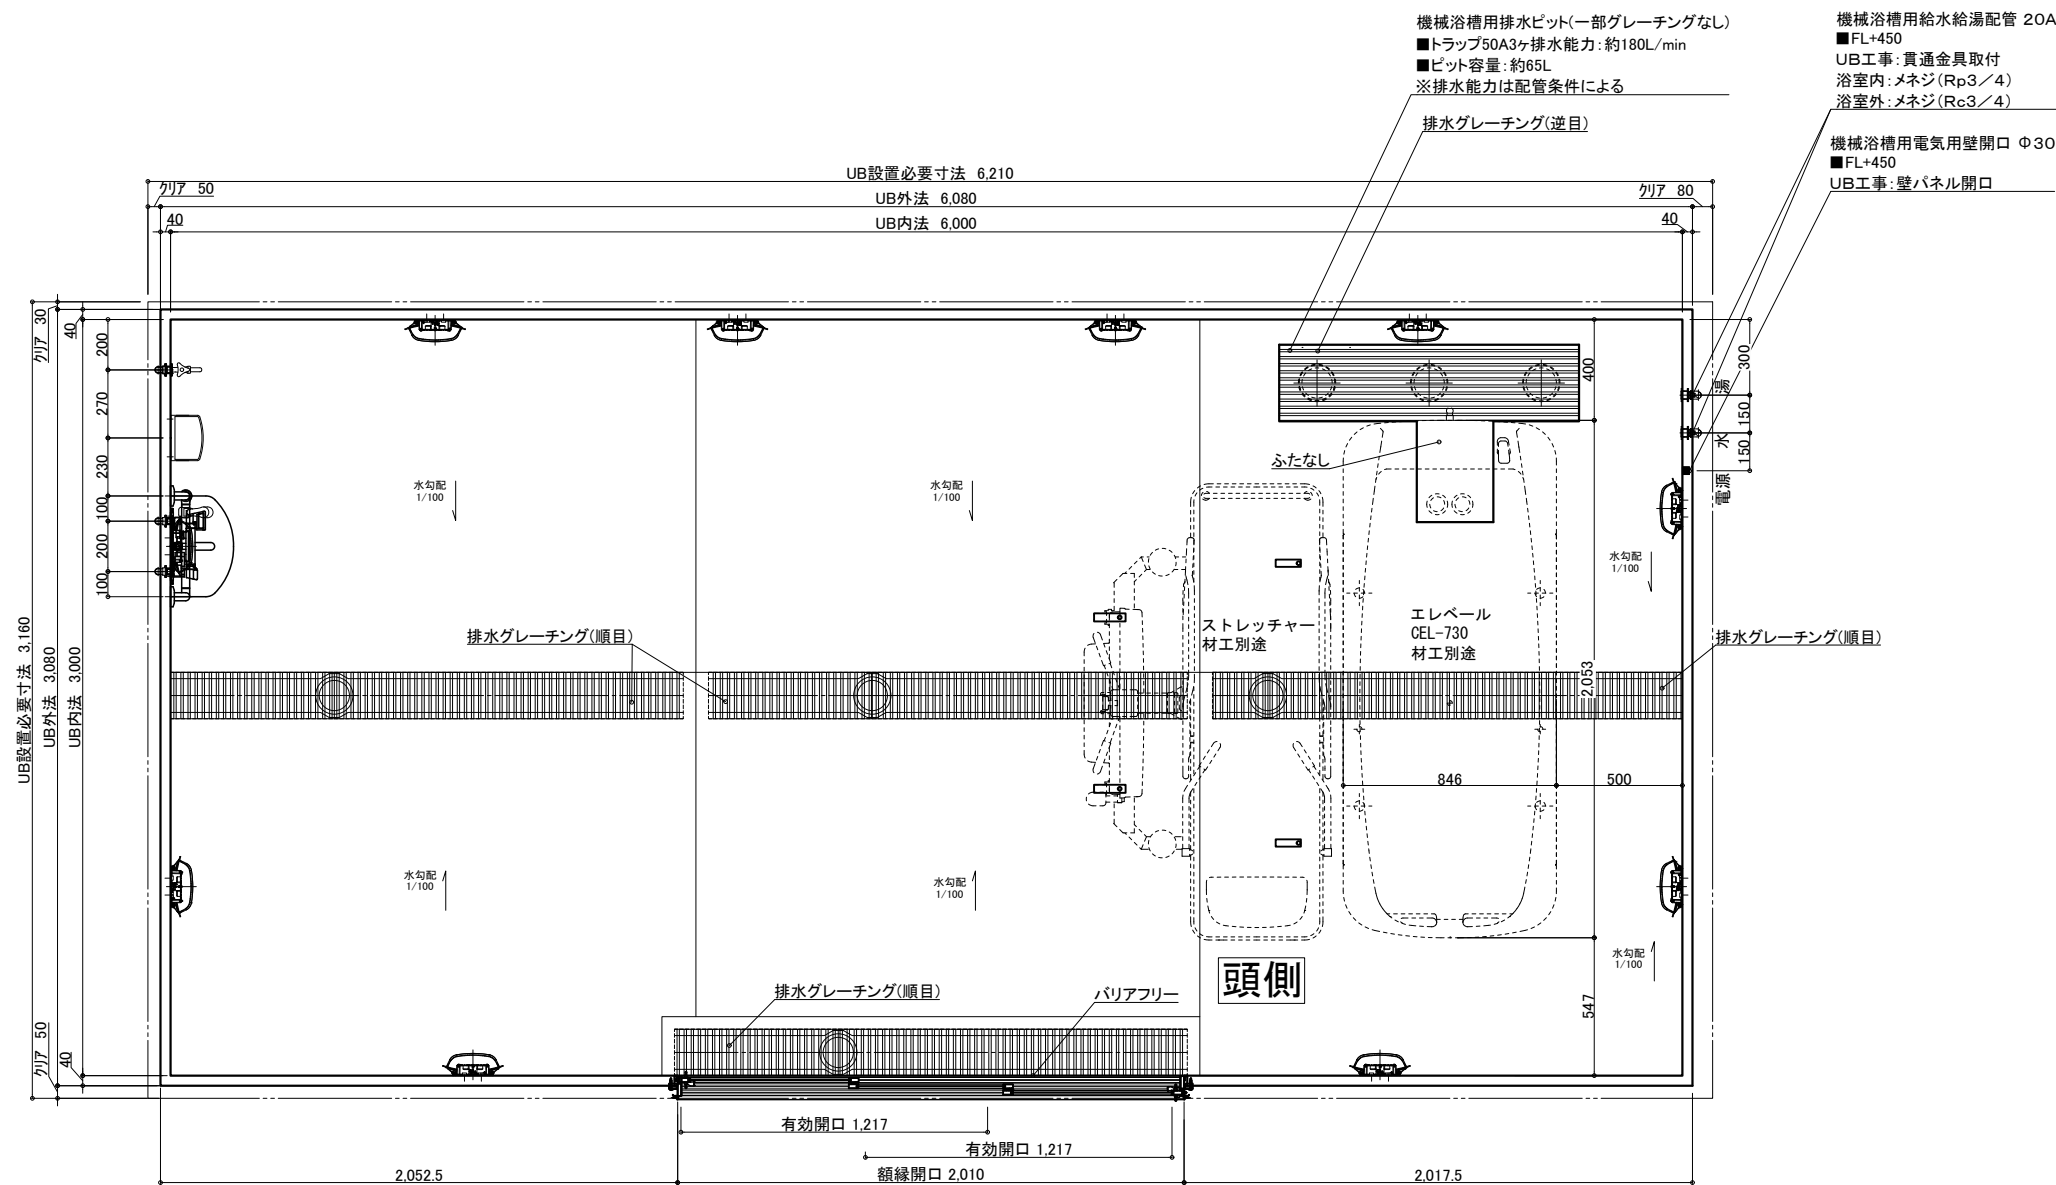 機械浴槽用排水ピット(一部グレーチングなし)
■トラップ50A3ヶ排水能力：約180L/min
■ピット容量：約65L
※排水能力は配管条件による
排水グレーチング(逆目)
機械浴槽用給水給湯配管 20A
■FL+450
UB工事：貫通金具取付
浴室内：メネジ(Rp3／4)
浴室外：メネジ(Rc3／4)
機械浴槽用電気用壁開口 Φ30
■FL+450
UB工事：壁パネル開口
UB設置必要寸法 6,210
クリア 50
UB外法 6,080
クリア 80
40
UB内法 6,000
40
クリア 30
40
200
270
230
100
200
100
UB設置必要寸法 3,160
UB外法 3,080
UB内法 3,000
クリア 50
40
400
300
湯
150
水
150
電源
ふたなし
水勾配
1/100
水勾配
1/100
水勾配
1/100
ストレッチャー
材工別途
エレベール
CEL-730
材工別途
排水グレーチング(順目)
排水グレーチング(順目)
2,053
846
500
水勾配
1/100
水勾配
1/100
水勾配
1/100
頭側
排水グレーチング(順目)
バリアフリー
547
有効開口 1,217
有効開口 1,217
2,052.5
額縁開口 2,010
2,017.5